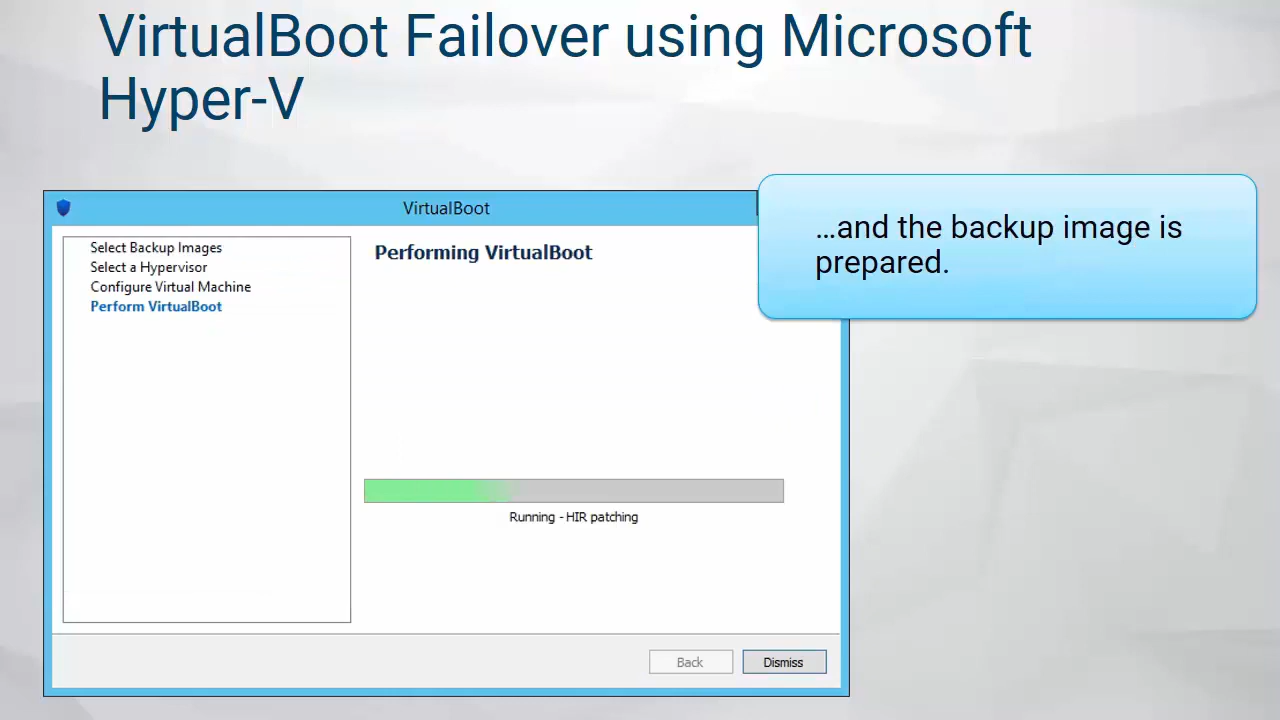 VirtualBoot Failover using Microsoft
Hyper-V
VirtualBoot
…and the backup image is
prepared.
Select Backup Images
Select a Hypervisor
Configure Virtual Machine
Perform VirtualBoot
Performing VirtualBoot
Running - HIR patching
Back
Dismiss